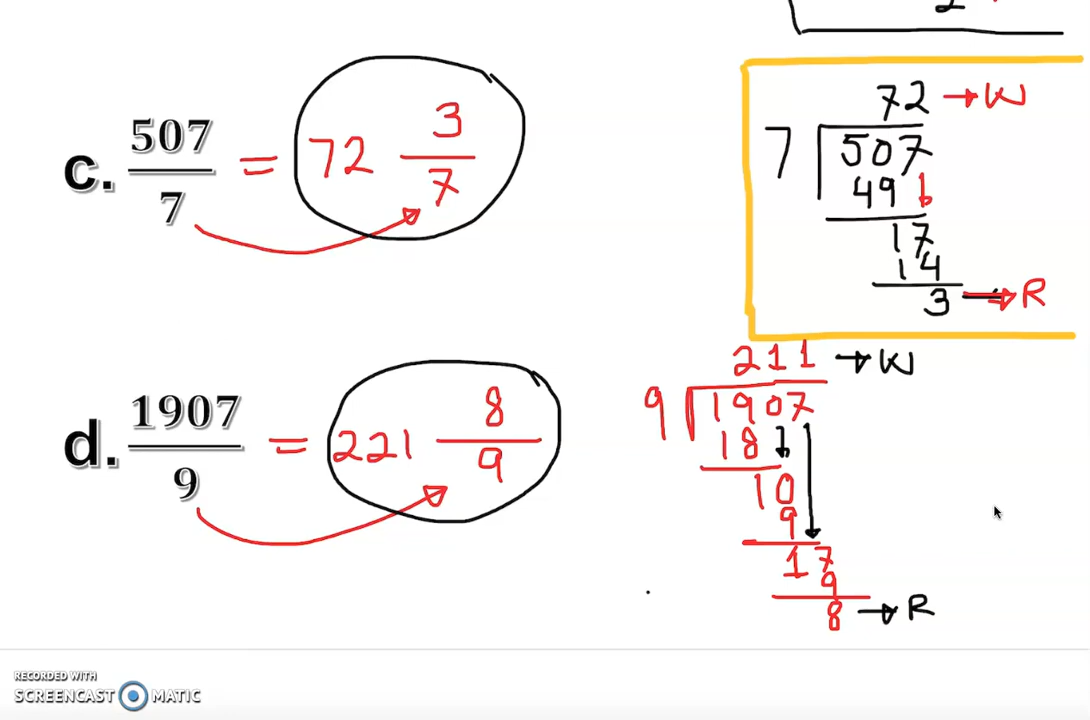 c. 507/7 = 72 3/7
72 → W
7 507
49
17
14
3 → R
d. 1907/9 = 221 8/9
211 → W
9 1907
18
10
9
17
9
8 → R
RECORDED WITH
SCREENCAST MATIC